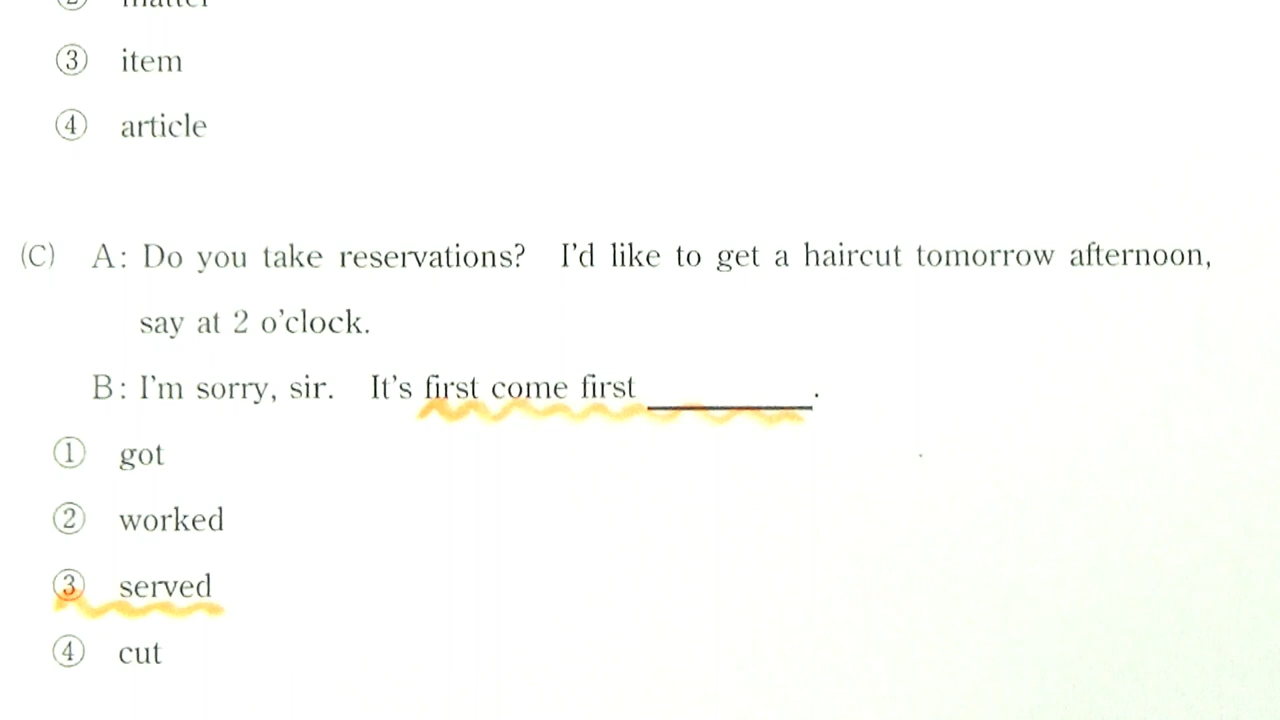 ③ item
④ article
(C) A: Do you take reservations? I'd like to get a haircut tomorrow afternoon,
say at 2 o'clock.
B: I'm sorry, sir. It's first come first ________.
① got
② worked
③ served
④ cut